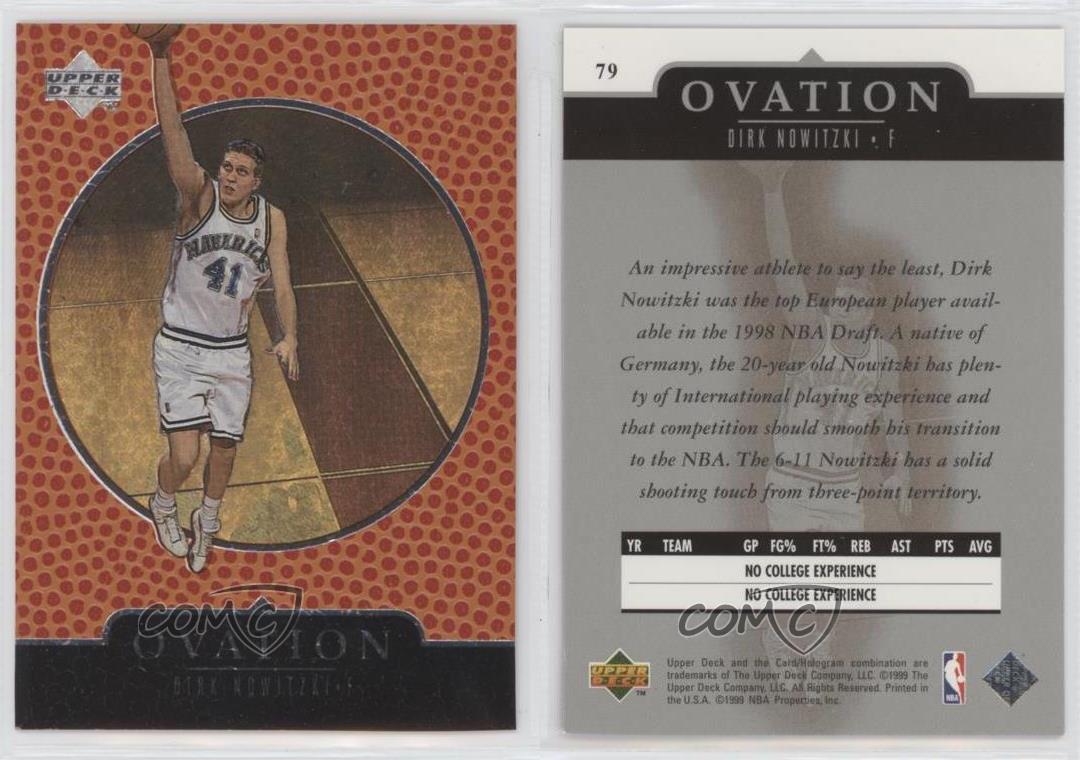 UPPER
D·E·C·K
MAVERICK
41
OVATION
DIRK NOWITZKI • F
COMC
79
OVATION
DIRK NOWITZKI • F
An impressive athlete to say the least, Dirk
Nowitzki was the top European player avail-
able in the 1998 NBA Draft. A native of
Germany, the 20-year old Nowitzki has plen-
ty of International playing experience and
that competition should smooth his transition
to the NBA. The 6-11 Nowitzki has a solid
shooting touch from three-point territory.
YR TEAM GP FG% FT% REB AST PTS AVG
NO COLLEGE EXPERIENCE
NO COLLEGE EXPERIENCE
COMC
UPPER
D·E·C·K
TM
Upper Deck and the Card/Hologram combination are
trademarks of The Upper Deck Company, LLC. ©1999 The
Upper Deck Company, LLC. All Rights Reserved. Printed in
the U.S.A. ©1999 NBA Properties, Inc.
NBA